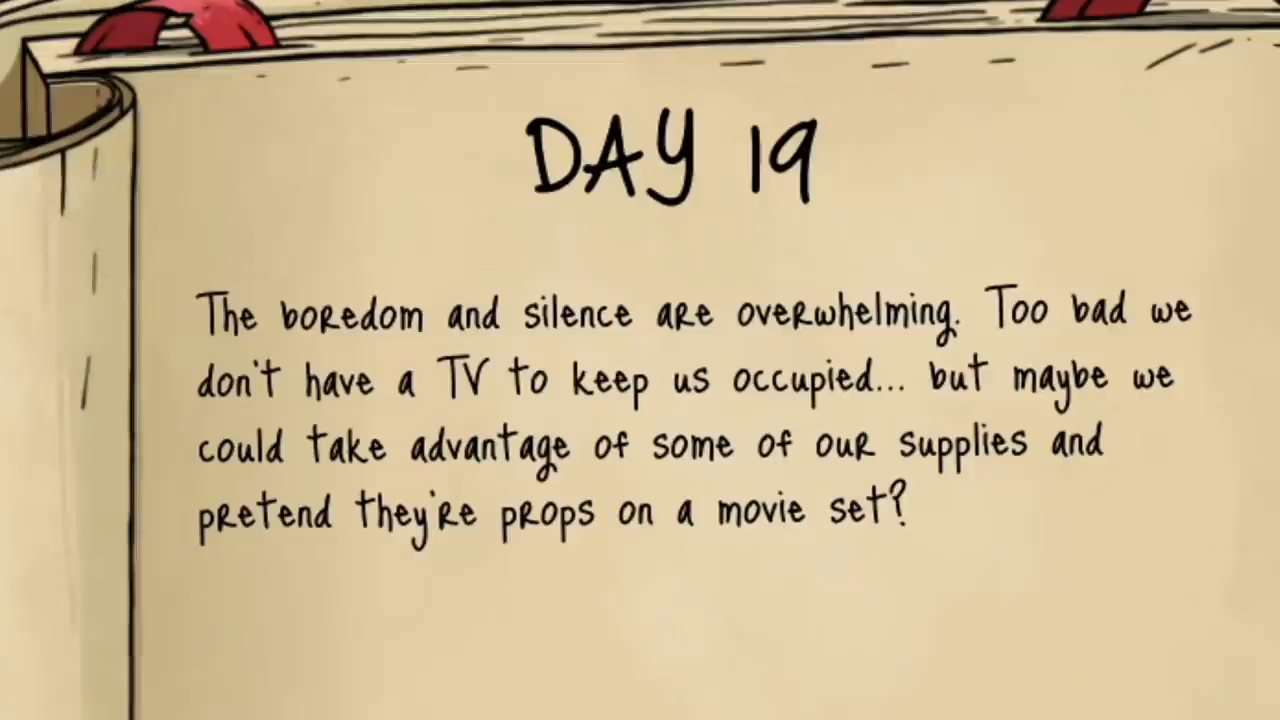 DAY 19
The boredom and silence are overwhelming. Too bad we
don't have a TV to keep us occupied... but maybe we
could take advantage of some of our supplies and
pretend they're props on a movie set?